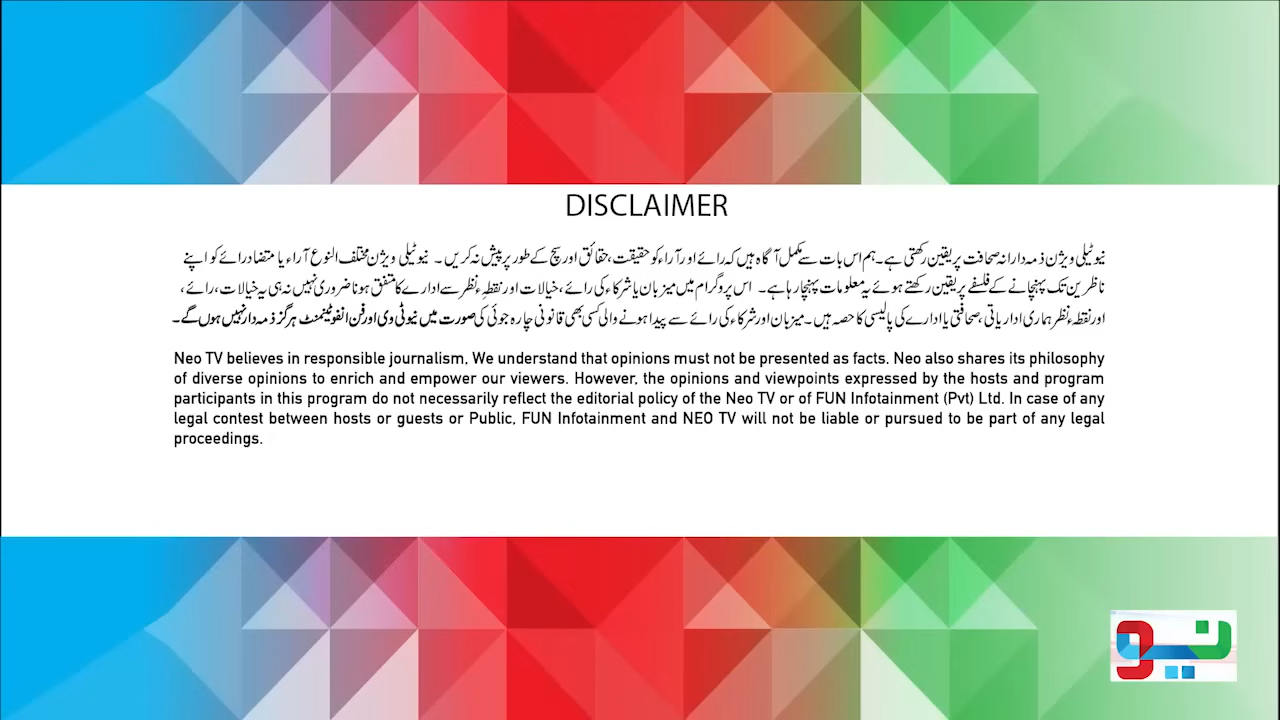 DISCLAIMER
نیوٹیلی ویژن ذمہ دارانہ صحافت پر یقین رکھتی ہے۔ ہم اس بات سے مکمل آگاہ ہیں کہ رائے اور آراء کو حقیقت، حقائق اور سچ کے طور پر پیش نہ کریں ۔ نیوٹیلی ویژن مختلف النوع آراء یا متضاد رائے کو اپنے
ناظرین تک پہنچانے کے فلسفے پر یقین رکھتے ہوئے یہ معلومات پہنچا رہا ہے۔ اس پروگرام میں میزبان یا شرکاء کی رائے، خیالات اور نقطہء نظر سے ادارے کا متفق ہونا ضروری نہیں نہ ہی یہ خیالات، رائے،
اور نقطہء نظر ہماری ادارتی، صحافتی یا ادارے کی پالیسی کا حصہ ہیں۔ میزبان اور شرکاء کی رائے سے پیدا ہونے والی کسی بھی قانونی چارہ جوئی کی صورت میں نیو ٹی وی اور فن انفوٹینمنٹ ہرگز ذمہ دار نہیں ہوں گے۔
Neo TV believes in responsible journalism, We understand that opinions must not be presented as facts. Neo also shares its philosophy
of diverse opinions to enrich and empower our viewers. However, the opinions and viewpoints expressed by the hosts and program
participants in this program do not necessarily reflect the editorial policy of the Neo TV or of FUN Infotainment (Pvt) Ltd. In case of any
legal contest between hosts or guests or Public, FUN Infotainment and NEO TV will not be liable or pursued to be part of any legal
proceedings.
نیو